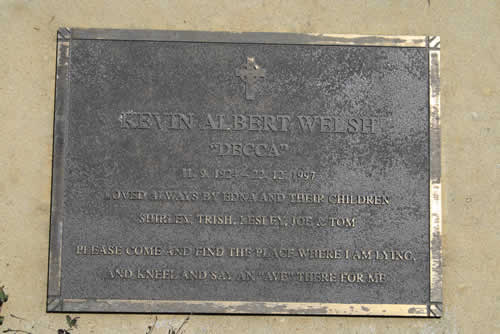 KEVIN ALBERT WELSH
"DECCA"
11. 9. 1924 - 22. 12. 1997
LOVED ALWAYS BY EDNA AND THEIR CHILDREN
SHIRLEY, TRISH, LESLEY, JOE & TOM
PLEASE COME AND FIND THE PLACE WHERE I AM LYING,
AND KNEEL AND SAY AN "AVE" THERE FOR ME